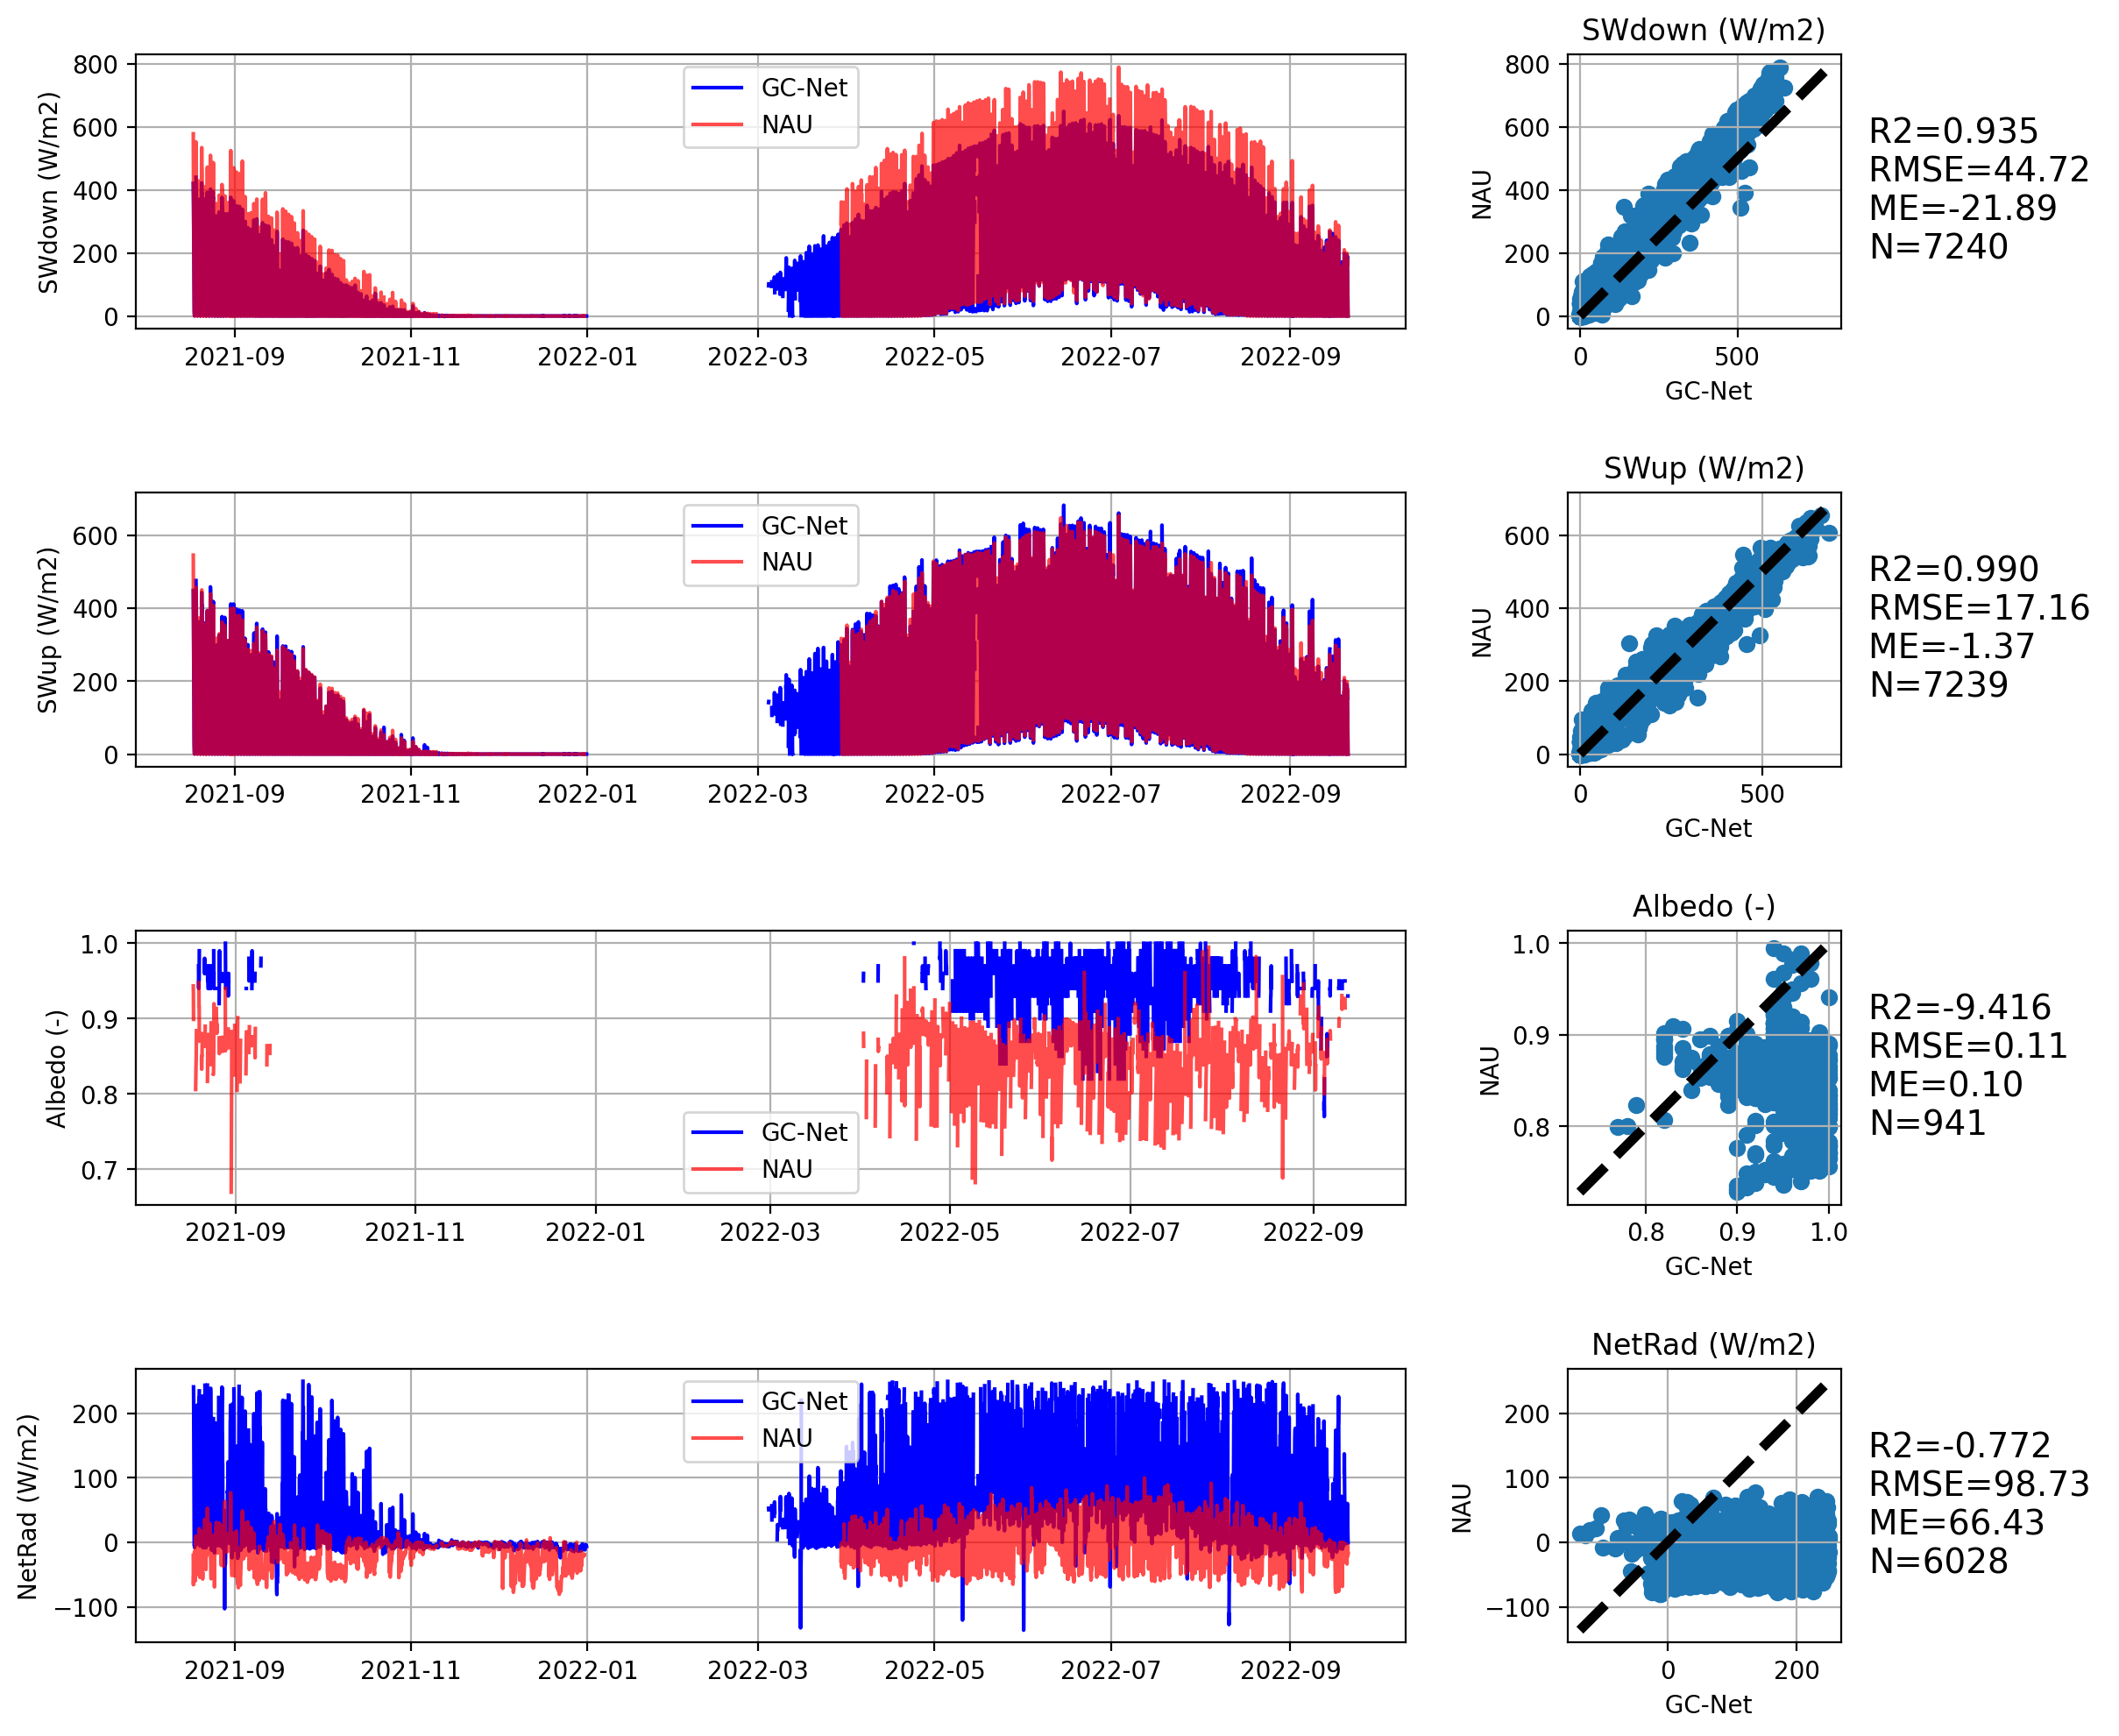 SWdown (W/m2)
SWdown (W/m2)
800
600
400
200
0
GC-Net
NAU
2021-09 2021-11 2022-01 2022-03 2022-05 2022-07 2022-09
NAU
800
600
400
200
0
0 500
GC-Net
R2=0.935
RMSE=44.72
ME=-21.89
N=7240
SWup (W/m2)
SWup (W/m2)
600
400
200
0
GC-Net
NAU
2021-09 2021-11 2022-01 2022-03 2022-05 2022-07 2022-09
NAU
600
400
200
0
0 500
GC-Net
R2=0.990
RMSE=17.16
ME=-1.37
N=7239
Albedo (-)
Albedo (-)
1.0
0.9
0.8
0.7
GC-Net
NAU
2021-09 2021-11 2022-01 2022-03 2022-05 2022-07 2022-09
NAU
1.0
0.9
0.8
0.8 0.9 1.0
GC-Net
R2=-9.416
RMSE=0.11
ME=0.10
N=941
NetRad (W/m2)
NetRad (W/m2)
200
100
0
−100
GC-Net
NAU
2021-09 2021-11 2022-01 2022-03 2022-05 2022-07 2022-09
NAU
200
100
0
−100
0 200
GC-Net
R2=-0.772
RMSE=98.73
ME=66.43
N=6028